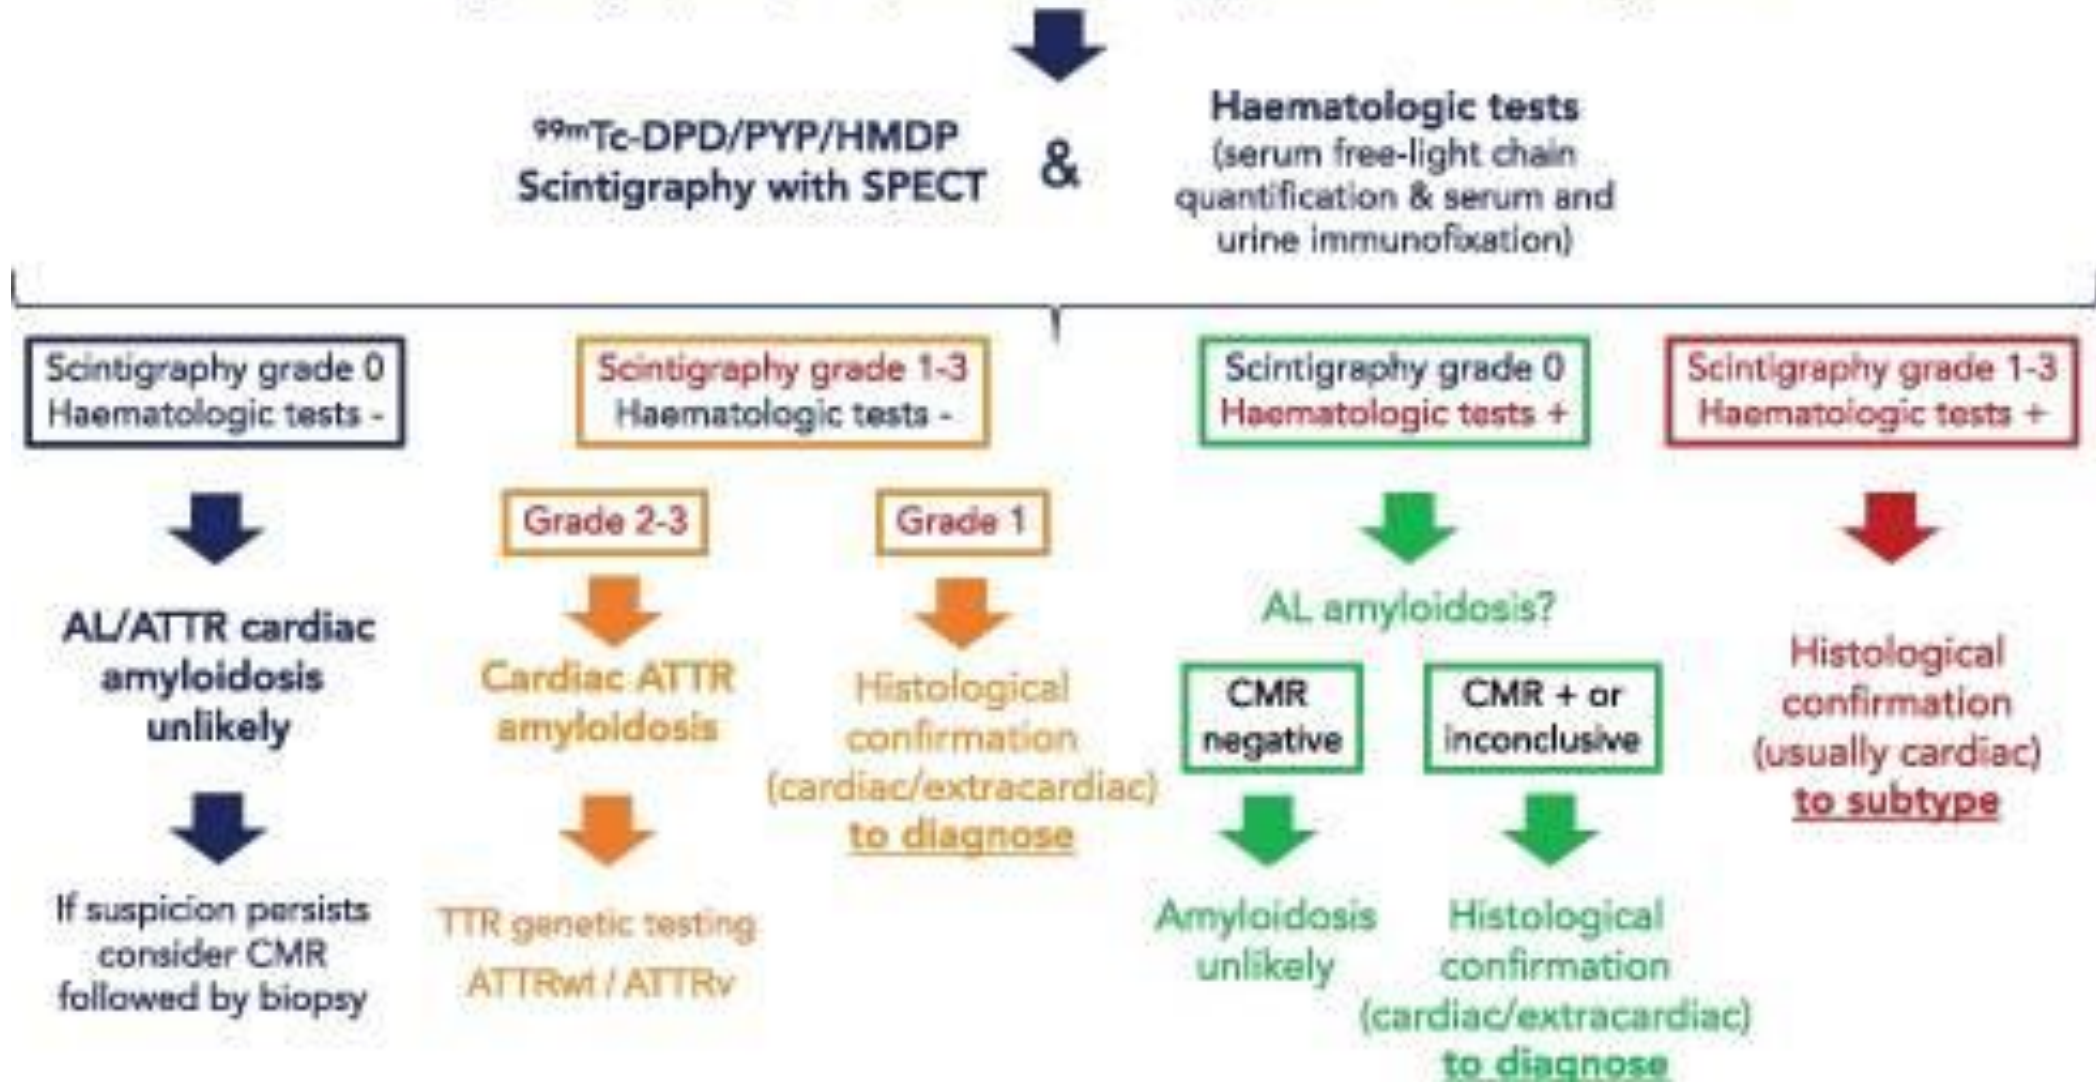 99mTc-DPD/PYP/HMDP
Scintigraphy with SPECT
&
Haematologic tests
(serum free-light chain
quantification & serum and
urine immunofixation)
Scintigraphy grade 0
Haematologic tests -
AL/ATTR cardiac
amyloidosis
unlikely
If suspicion persists
consider CMR
followed by biopsy
Scintigraphy grade 1-3
Haematologic tests -
Grade 2-3
Cardiac ATTR
amyloidosis
TTR genetic testing
ATTRwt / ATTRv
Grade 1
Histological
confirmation
(cardiac/extracardiac)
to diagnose
Scintigraphy grade 0
Haematologic tests +
AL amyloidosis?
CMR
negative
Amyloidosis
unlikely
CMR + or
inconclusive
Histological
confirmation
(cardiac/extracardiac)
to diagnose
Scintigraphy grade 1-3
Haematologic tests +
Histological
confirmation
(usually cardiac)
to subtype